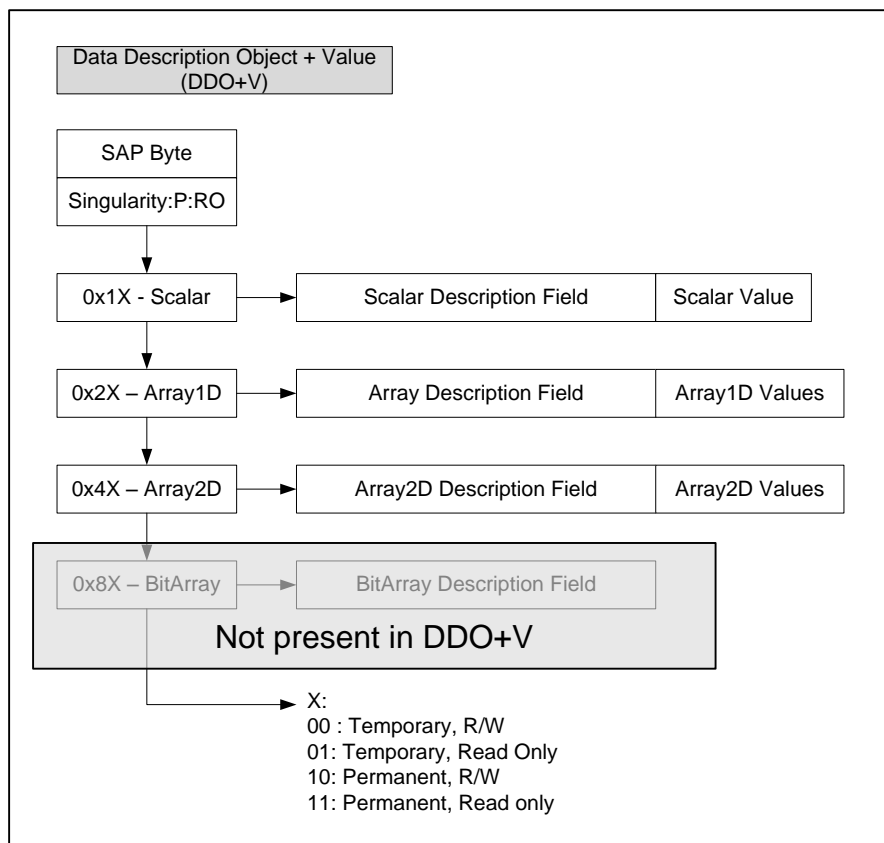 Data Description Object + Value
(DDO+V)
SAP Byte
Singularity:P:RO
0x1X - Scalar
Scalar Description Field
Scalar Value
0x2X – Array1D
Array Description Field
Array1D Values
0x4X – Array2D
Array2D Description Field
Array2D Values
0x8X – BitArray
BitArray Description Field
Not present in DDO+V
X:
00 : Temporary, R/W
01: Temporary, Read Only
10: Permanent, R/W
11: Permanent, Read only